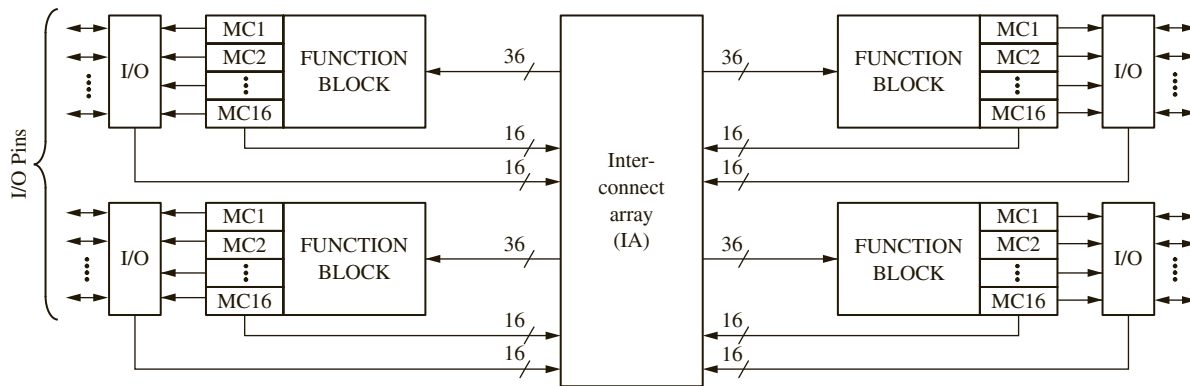 I/O Pins
I/O
MC1
MC2
MC16
FUNCTION
BLOCK
36
16
16
I/O
MC1
MC2
MC16
FUNCTION
BLOCK
36
16
16
Inter-
connect
array
(IA)
36
FUNCTION
BLOCK
MC1
MC2
MC16
I/O
16
16
36
FUNCTION
BLOCK
MC1
MC2
MC16
I/O
16
16